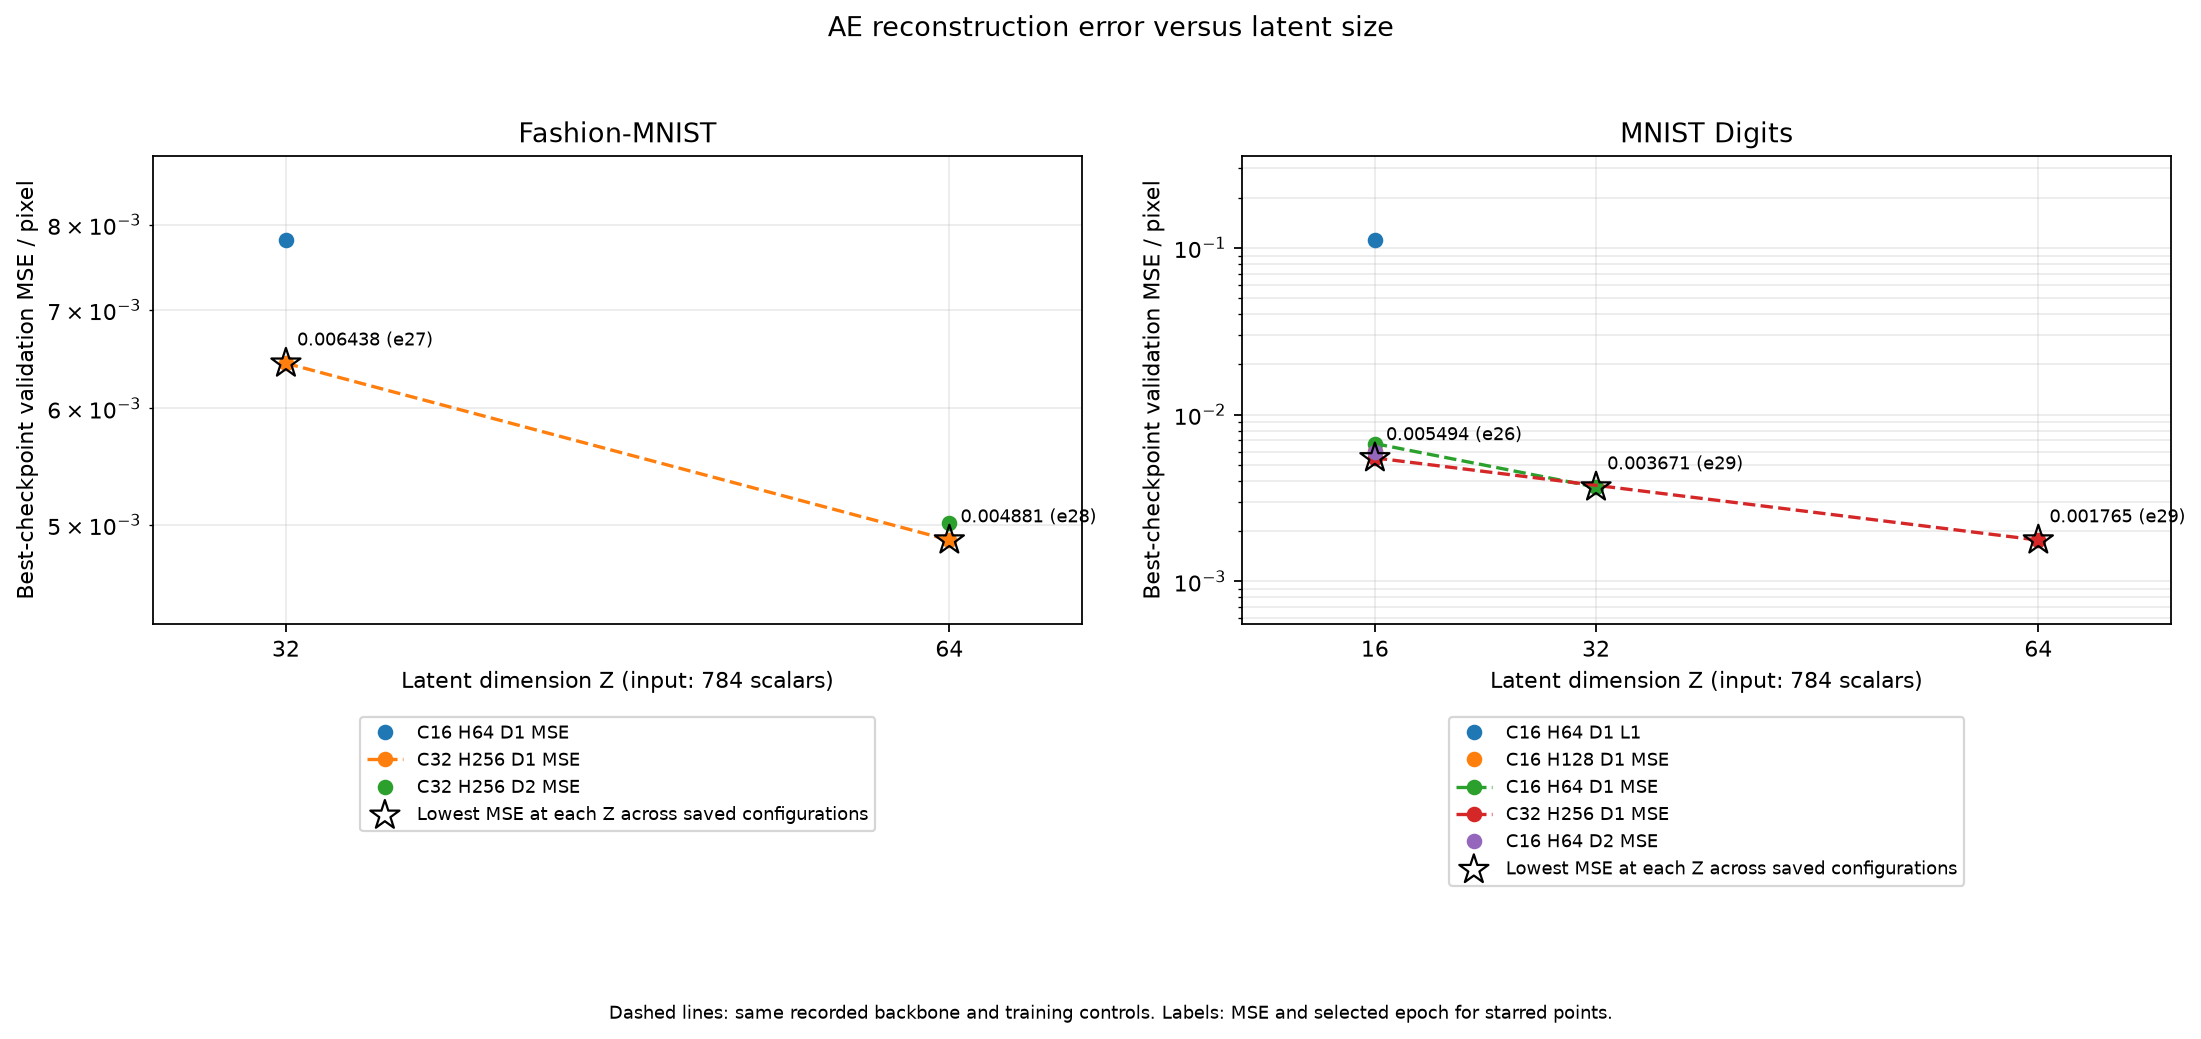 AE reconstruction error versus latent size
Fashion-MNIST
Best-checkpoint validation MSE / pixel
8 × 10⁻³
7 × 10⁻³
6 × 10⁻³
5 × 10⁻³
0.006438 (e27)
0.004881 (e28)
32
64
Latent dimension Z (input: 784 scalars)
C16 H64 D1 MSE
C32 H256 D1 MSE
C32 H256 D2 MSE
Lowest MSE at each Z across saved configurations
MNIST Digits
Best-checkpoint validation MSE / pixel
10⁻¹
10⁻²
10⁻³
0.005494 (e26)
0.003671 (e29)
0.001765 (e29)
16
32
64
Latent dimension Z (input: 784 scalars)
C16 H64 D1 L1
C16 H128 D1 MSE
C16 H64 D1 MSE
C32 H256 D1 MSE
C16 H64 D2 MSE
Lowest MSE at each Z across saved configurations
Dashed lines: same recorded backbone and training controls. Labels: MSE and selected epoch for starred points.